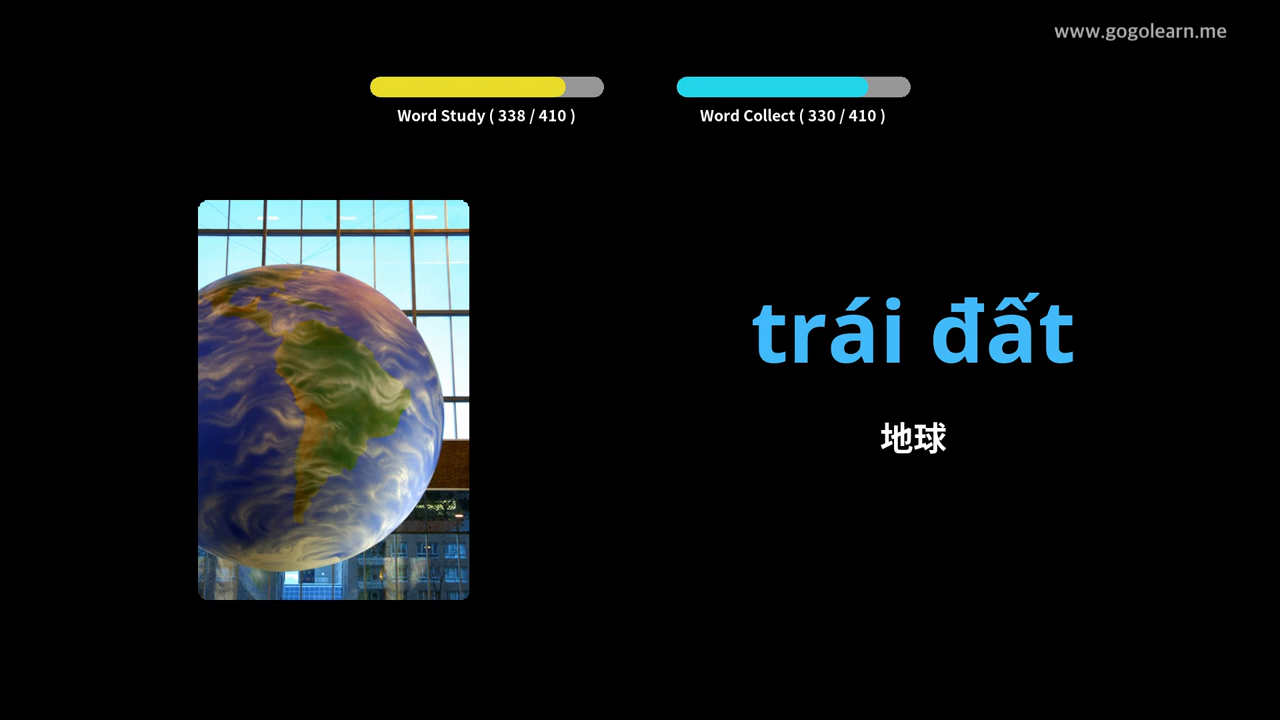 www.gogolearn.me
Word Study ( 338 / 410 )
Word Collect ( 330 / 410 )
trái đất
地球